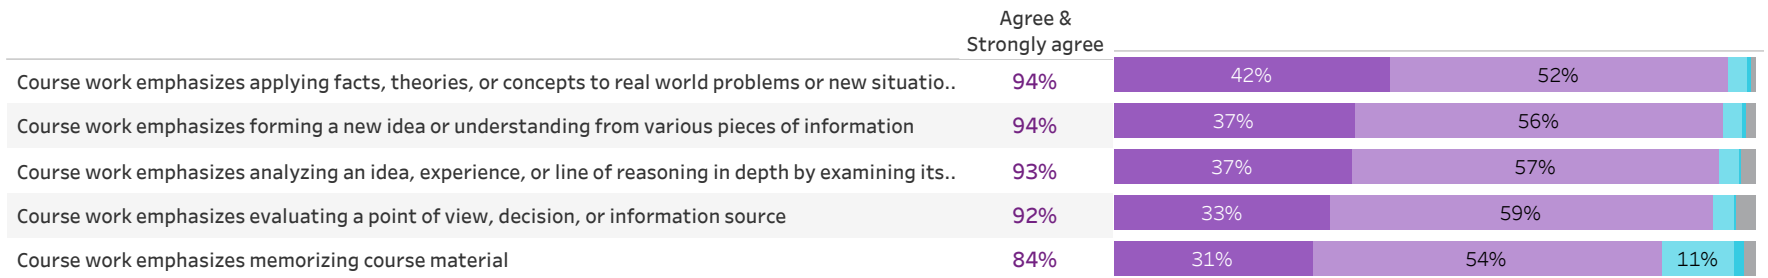 Agree &
Strongly agree
Course work emphasizes applying facts, theories, or concepts to real world problems or new situatio.. 94% 42% 52%
Course work emphasizes forming a new idea or understanding from various pieces of information 94% 37% 56%
Course work emphasizes analyzing an idea, experience, or line of reasoning in depth by examining its.. 93% 37% 57%
Course work emphasizes evaluating a point of view, decision, or information source 92% 33% 59%
Course work emphasizes memorizing course material 84% 31% 54% 11%